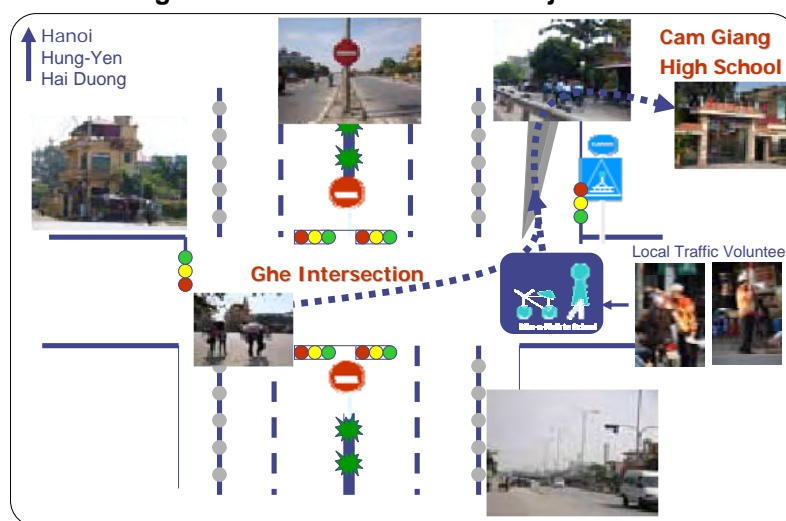 Hanoi
Hung-Yen
Hai Duong
Cam Giang
High School
Ghe Intersection
Local Traffic Voluntee